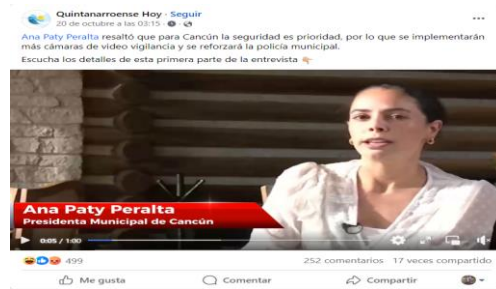 Quintanarroense Hoy · Seguir
20 de octubre a las 03:15 ·
Ana Paty Peralta resaltó que para Cancún la seguridad es prioridad, por lo que se implementarán
más cámaras de video vigilancia y se reforzará la policía municipal.
Escucha los detalles de esta primera parte de la entrevista
Ana Paty Peralta
Presidenta Municipal de Cancún
0:05 / 1:00
499
252 comentarios 17 veces compartido
Me gusta
Comentar
Compartir